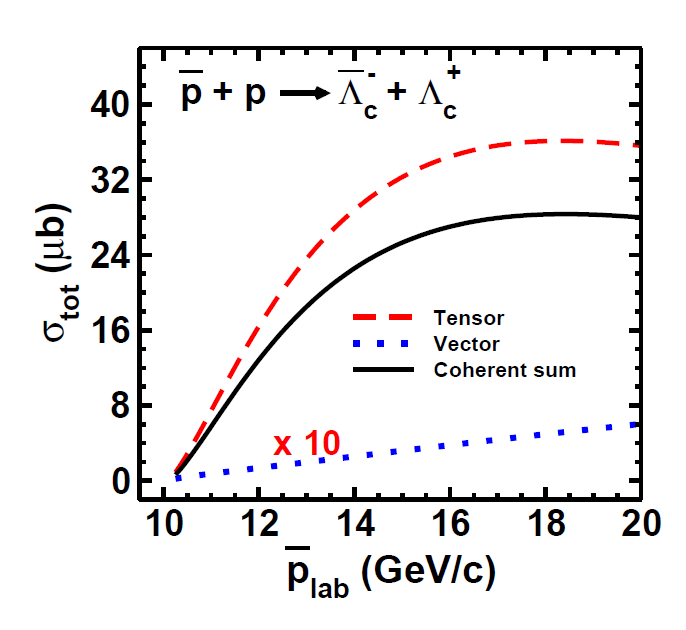 p̅ + p → Λ̅c⁻ + Λc⁺
40
32
24
16
8
0
σtot (μb)
Tensor
Vector
Coherent sum
x 10
10 12 14 16 18 20
p̅lab (GeV/c)